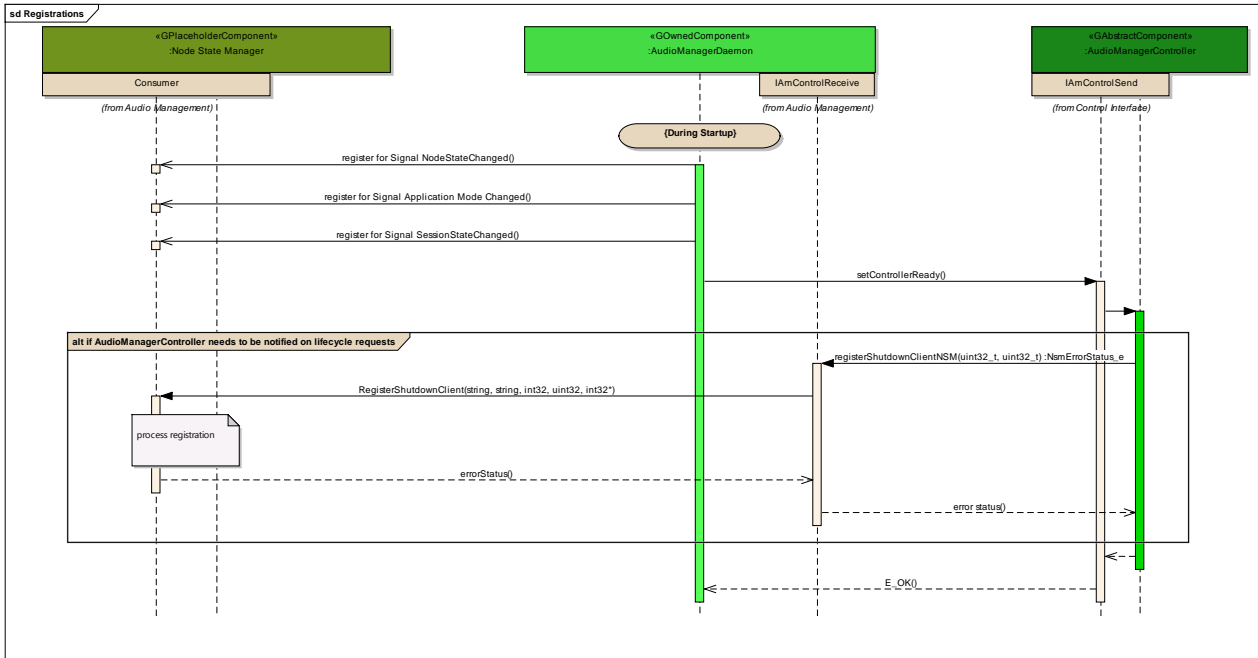 sd Registrations
«GPlaceholderComponent»
:Node State Manager
«GOwnedComponent»
:AudioManagerDaemon
«GAbstractComponent»
:AudioManagerController
Consumer
IAmControlReceive
IAmControlSend
(from Audio Management)
(from Audio Management)
(from Control Interface)
{During Startup}
register for Signal NodeStateChanged()
register for Signal Application Mode Changed()
register for Signal SessionStateChanged()
setControllerReady()
alt if AudioManagerController needs to be notified on lifecycle requests
registerShutdownClientNSM(uint32_t, uint32_t) :NsmErrorStatus_e
RegisterShutdownClient(string, string, int32, uint32, int32*)
process registration
errorStatus()
error status()
E_OK()